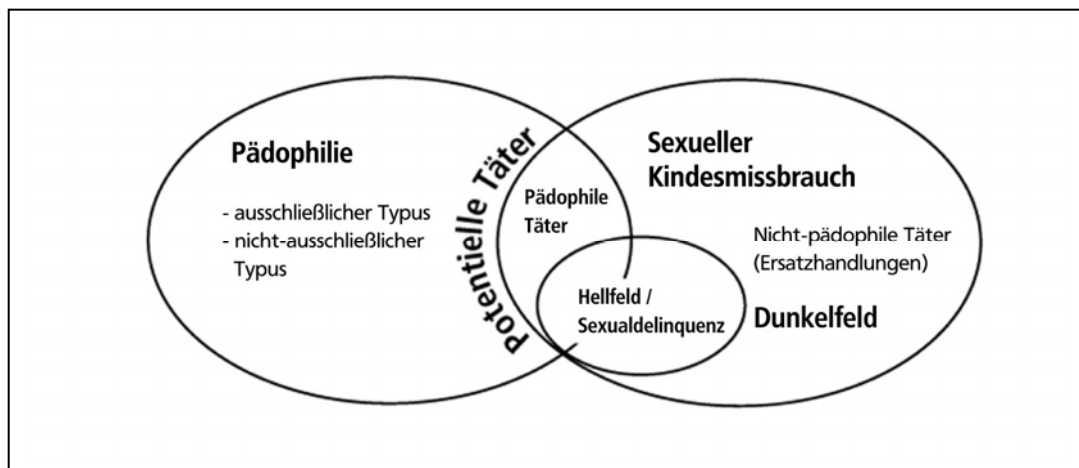 Pädophilie
- ausschließlicher Typus
- nicht-ausschließlicher
Typus
Potentielle Täter
Pädophile
Täter
Hellfeld /
Sexualdelinquenz
Sexueller
Kindesmissbrauch
Nicht-pädophile Täter
(Ersatzhandlungen)
Dunkelfeld